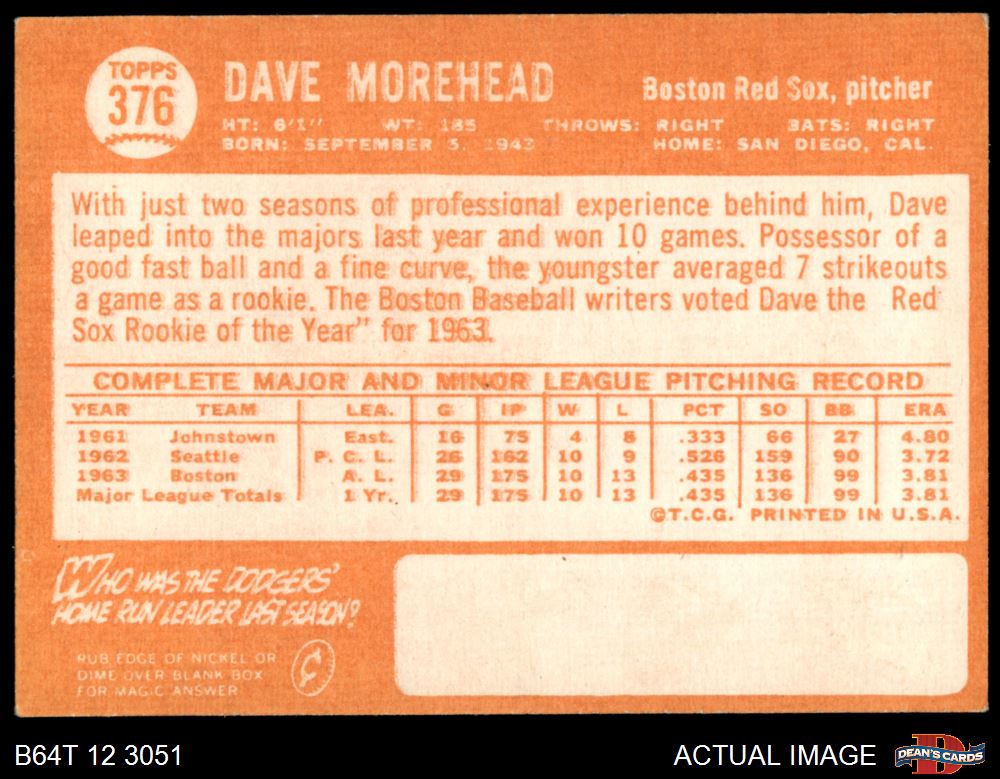 TOPPS
376
DAVE MOREHEAD
Boston Red Sox, pitcher
HT: 6'1" WT: 185 THROWS: RIGHT BATS: RIGHT
BORN: SEPTEMBER 5, 1943 HOME: SAN DIEGO, CAL.
With just two seasons of professional experience behind him, Dave
leaped into the majors last year and won 10 games. Possessor of a
good fast ball and a fine curve, the youngster averaged 7 strikeouts
a game as a rookie. The Boston Baseball writers voted Dave the Red
Sox Rookie of the Year" for 1963.
COMPLETE MAJOR AND MINOR LEAGUE PITCHING RECORD
YEAR TEAM LEA. G IP W L PCT SO BB ERA
1961 Johnstown East. 16 75 4 8 .333 66 27 4.80
1962 Seattle P. C. L. 26 162 10 9 .526 159 90 3.72
1963 Boston A. L. 29 175 10 13 .435 136 99 3.81
Major League Totals 1 Yr. 29 175 10 13 .435 136 99 3.81
©T.C.G. PRINTED IN U.S.A.
WHO WAS THE DODGERS'
HOME RUN LEADER LAST SEASON?
RUB EDGE OF NICKEL OR
DIME OVER BLANK BOX
FOR MAGIC ANSWER
B64T 12 3051
ACTUAL IMAGE
DEAN'S CARDS